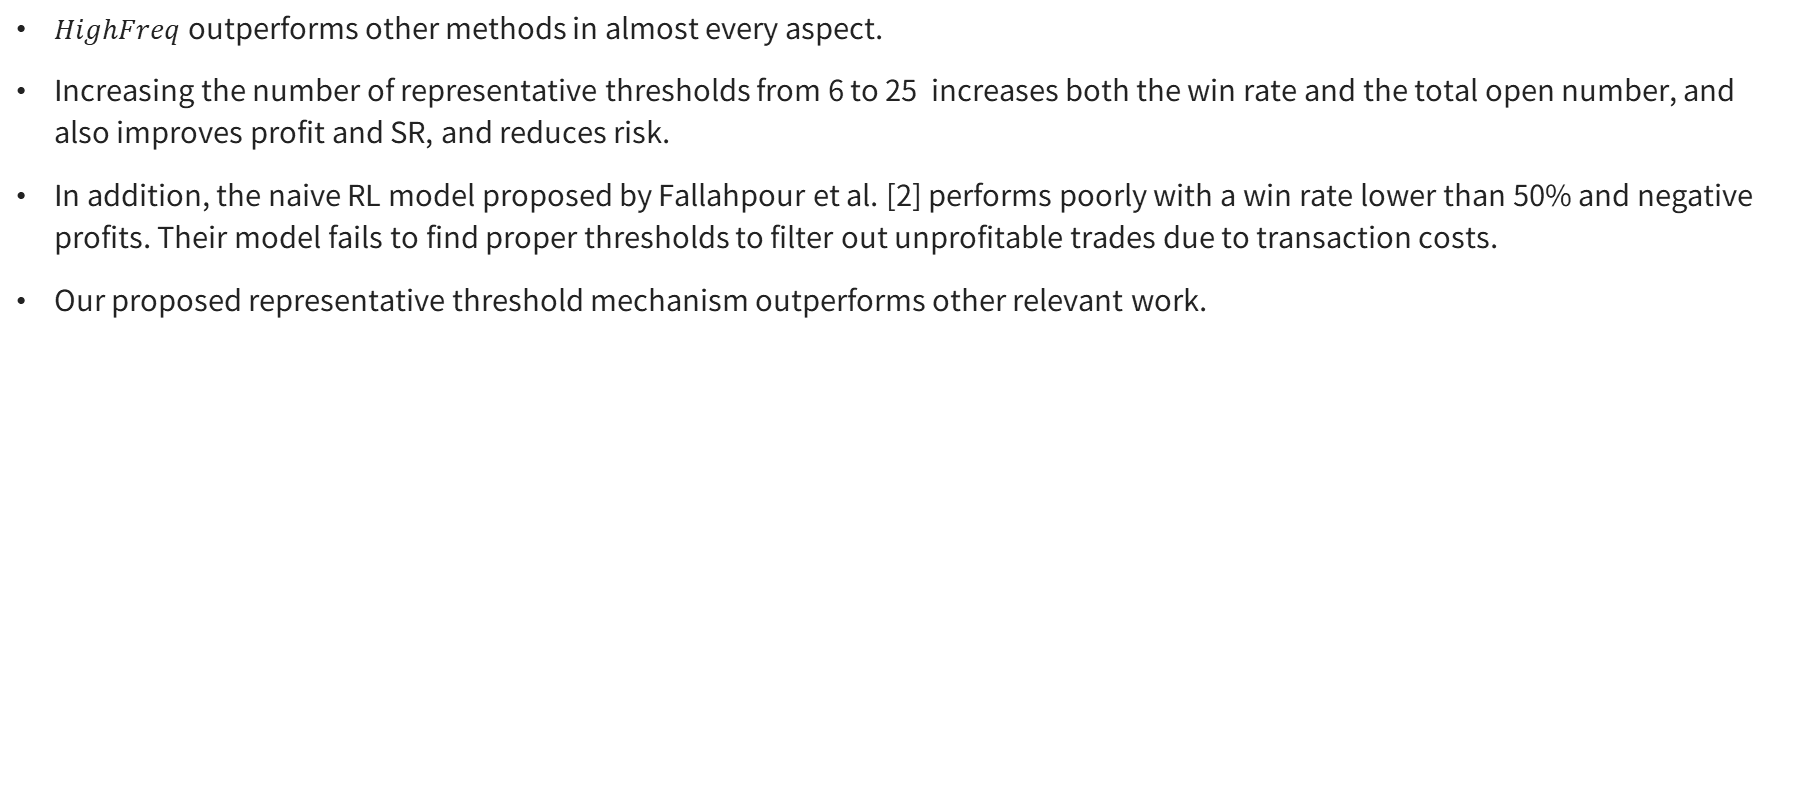 • HighFreq outperforms other methods in almost every aspect.
• Increasing the number of representative thresholds from 6 to 25 increases both the win rate and the total open number, and
also improves profit and SR, and reduces risk.
• In addition, the naive RL model proposed by Fallahpour et al. [2] performs poorly with a win rate lower than 50% and negative
profits. Their model fails to find proper thresholds to filter out unprofitable trades due to transaction costs.
• Our proposed representative threshold mechanism outperforms other relevant work.